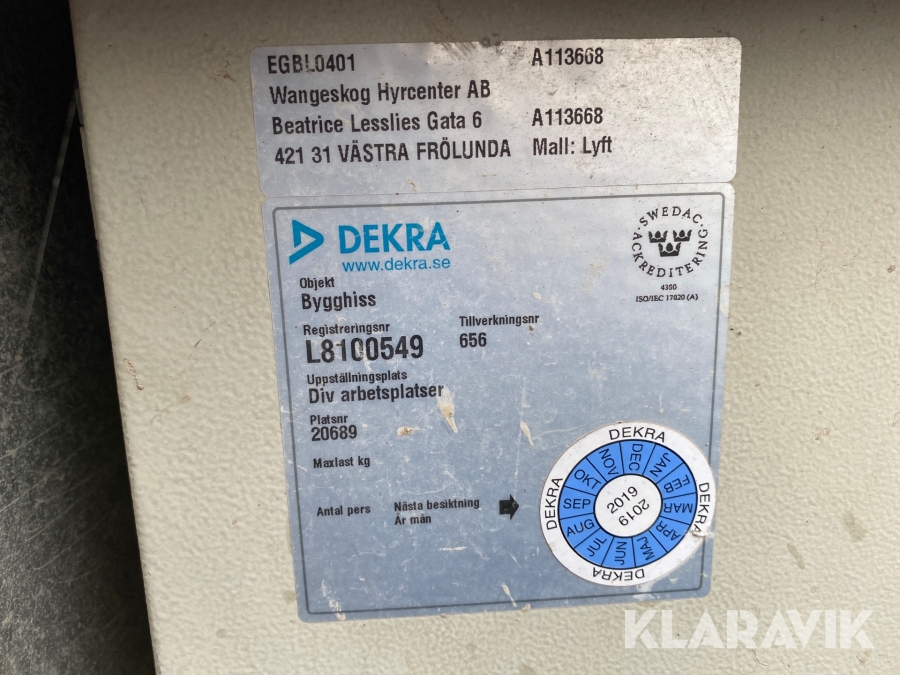 EGBL0401 A113668
Wangeskog Hyrcenter AB
Beatrice Lesslies Gata 6 A113668
421 31 VÄSTRA FRÖLUNDA Mall: Lyft
DEKRA
www.dekra.se
SWEDAC
ACKREDITERING
ISO/IEC 17020 (A)
Objekt
Bygghiss
Registreringsnr Tillverkningsnr
L8100549 656
Uppställningsplats
Div arbetsplatser
Platsnr
20689
Maxlast kg
Antal pers Nästa besiktning
År mån
DEKRA
DEKRA
DEKRA
DEKRA
JAN
FEB
MAR
APR
MAJ
JUN
JUL
AUG
SEP
OKT
NOV
DEC
2019
2019
KLARAVIK